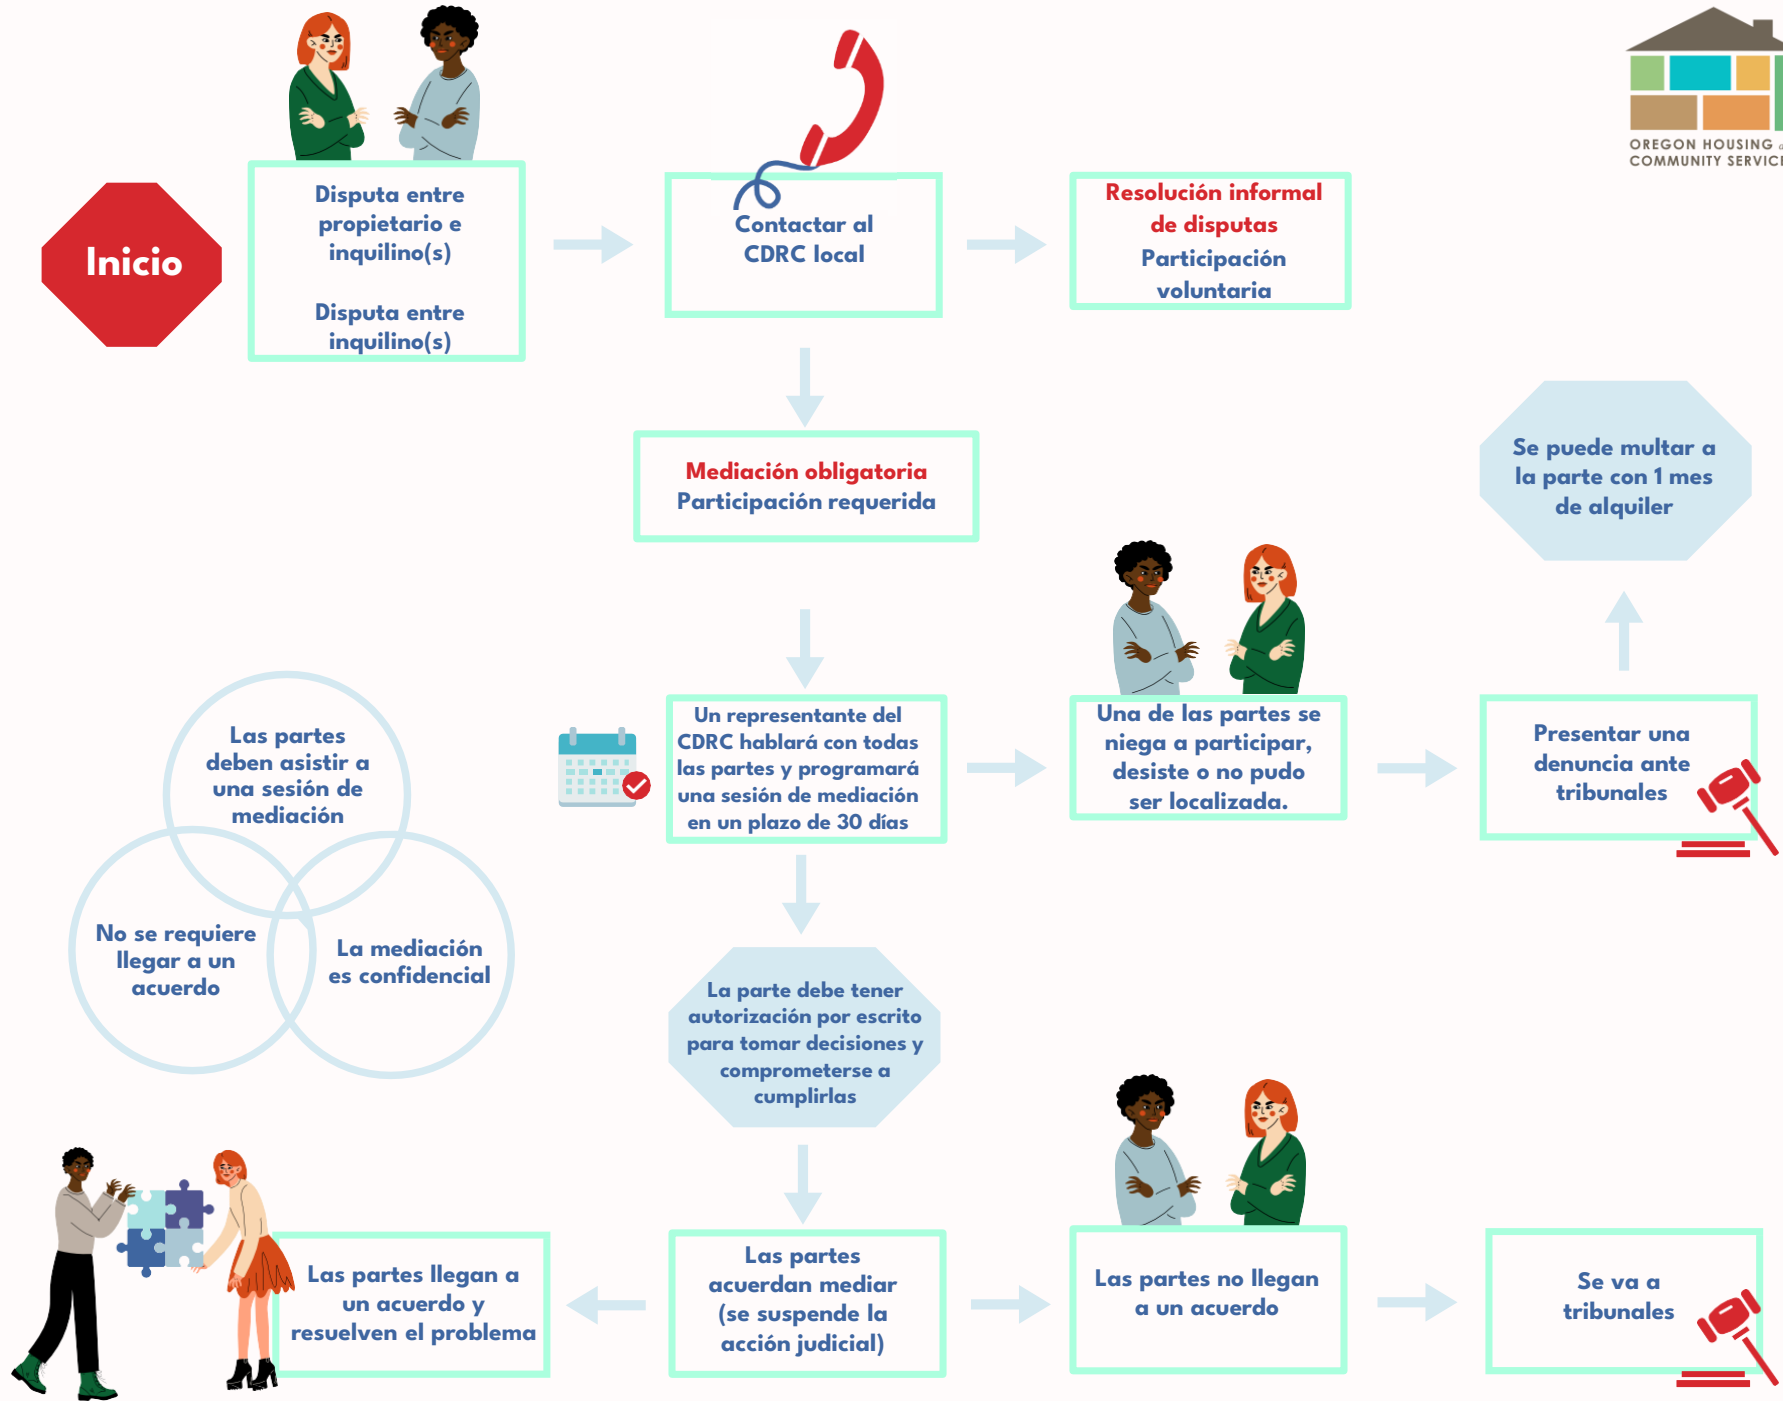 Inicio
Disputa entre
propietario e
inquilino(s)
Disputa entre
inquilino(s)
Contactar al
CDRC local
Resolución informal
de disputas
Participación
voluntaria
OREGON HOUSING
COMMUNITY
Mediación obligatoria
Participación requerida
Se puede multar a
la parte con 1 mes
de alquiler
Un representante del
CDRC hablará con todas
las partes y programará
una sesión de mediación
en un plazo de 30 días
Una de las partes se
niega a participar,
desiste o no pudo
ser localizada.
Presentar una
denuncia ante
tribunales
Las partes
deben asistir a
una sesión de
mediación
No se requiere
llegar a un
acuerdo
La mediación
es confidencial
La parte debe tener
autorización por escrito
para tomar decisiones y
comprometerse a
cumplirlas
Las partes llegan a
un acuerdo y
resuelven el problema
Las partes
acuerdan mediar
(se suspende la
acción judicial)
Las partes no llegan
a un acuerdo
Se va a
tribunales